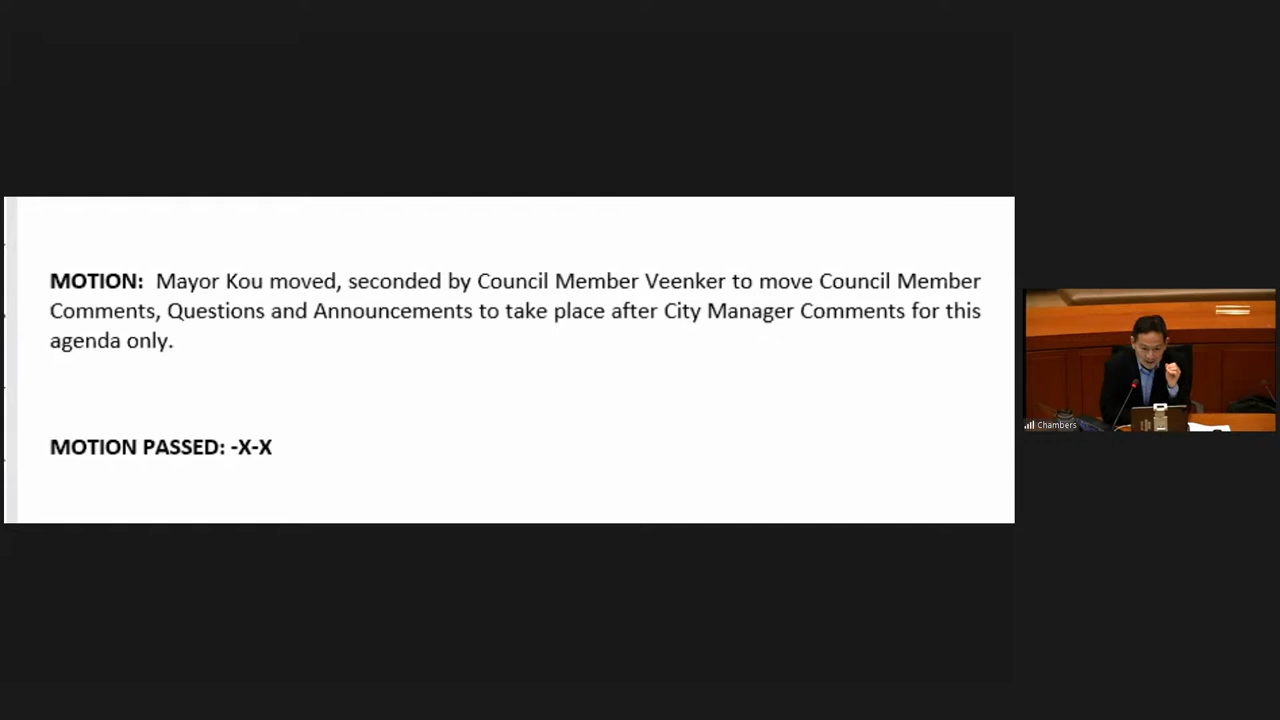 MOTION: Mayor Kou moved, seconded by Council Member Veenker to move Council Member
Comments, Questions and Announcements to take place after City Manager Comments for this
agenda only.
MOTION PASSED: -X-X
Chambers